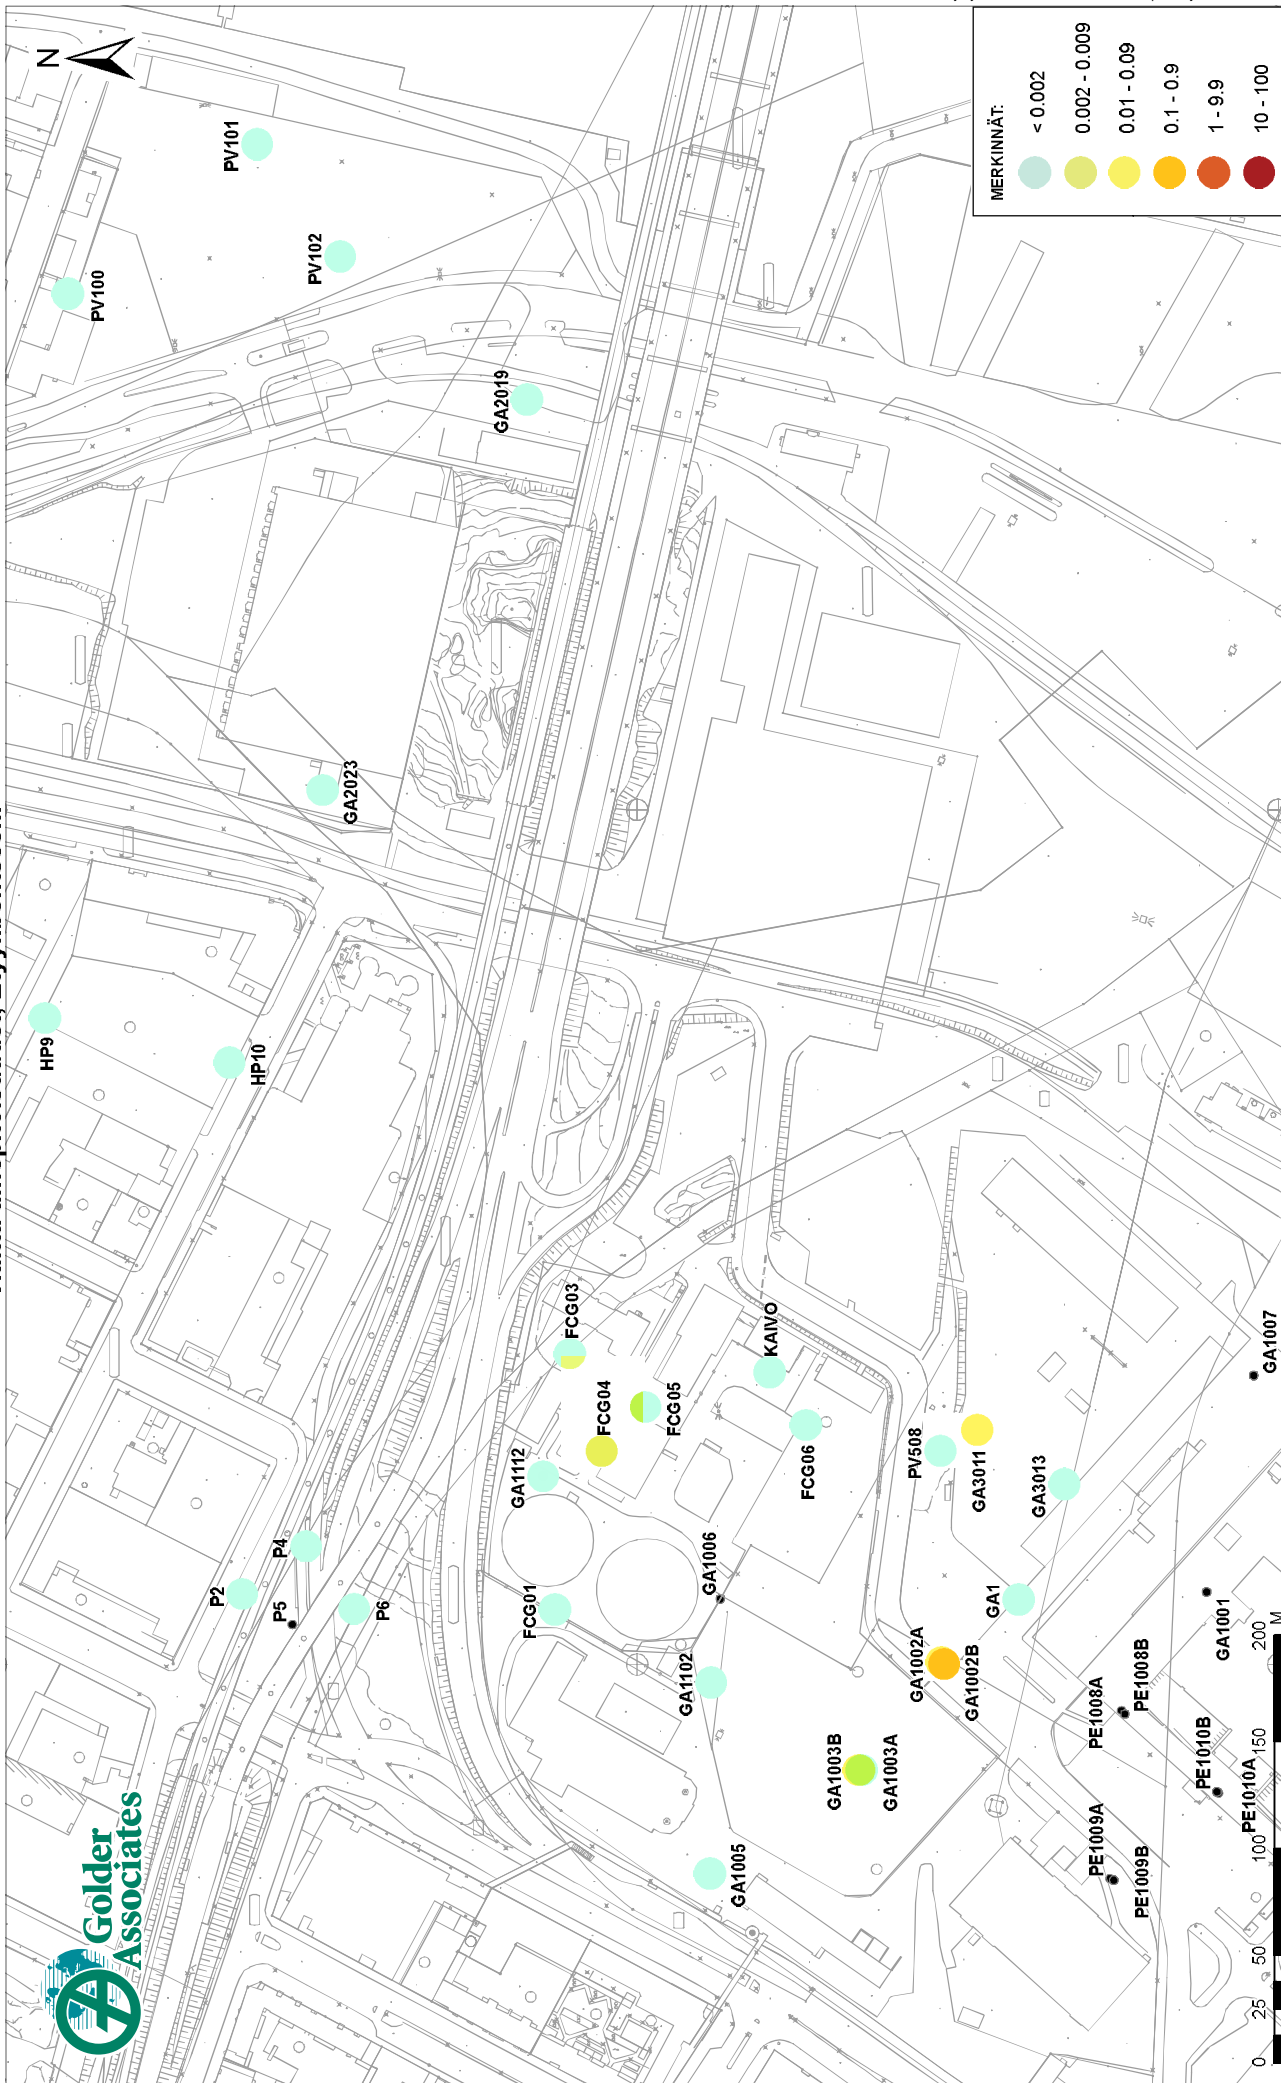 N
Golder
Associates
MERKINNÄT:
< 0.002
0.002 - 0.009
0.01 - 0.09
0.1 - 0.9
1 - 9.9
10 - 100
PV101
PV102
PV100
GA2019
GA2023
HP9
HP10
FCG03
FCG04
FCG05
KAIVO
FCG06
GA1112
P4
P2
P5
P6
FCG01
GA1006
GA1102
PV508
GA3011
GA3013
GA1007
GA1
GA1001
GA1002A
GA1002B
GA1003B
GA1003A
GA1005
PE1008A
PE1008B
PE1010B
PE1010A
PE1009A
PE1009B
0 25 50 100 150 200
M